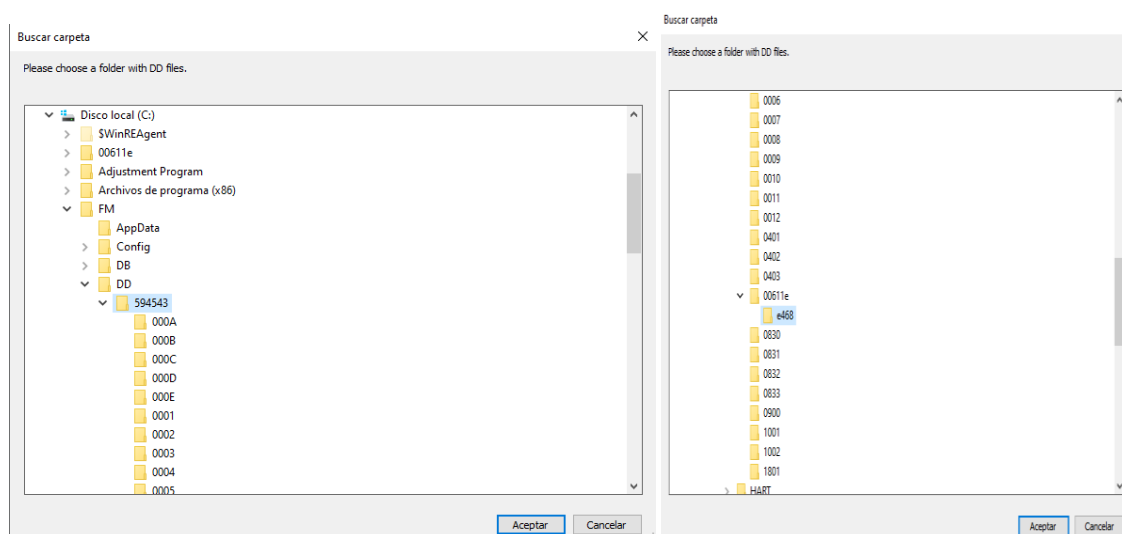 Buscar carpeta
Please choose a folder with DD files.
Disco local (C:)
$WinREAgent
00611e
Adjustment Program
Archivos de programa (x86)
FM
AppData
Config
DB
DD
594543
000A
000B
000C
000D
000E
0001
0002
0003
0004
0005
Aceptar
Cancelar
Buscar carpeta
Please choose a folder with DD files.
0006
0007
0008
0009
0010
0011
0012
0401
0402
0403
00611e
e468
0830
0831
0832
0833
0900
1001
1002
1801
HART
Aceptar
Cancelar